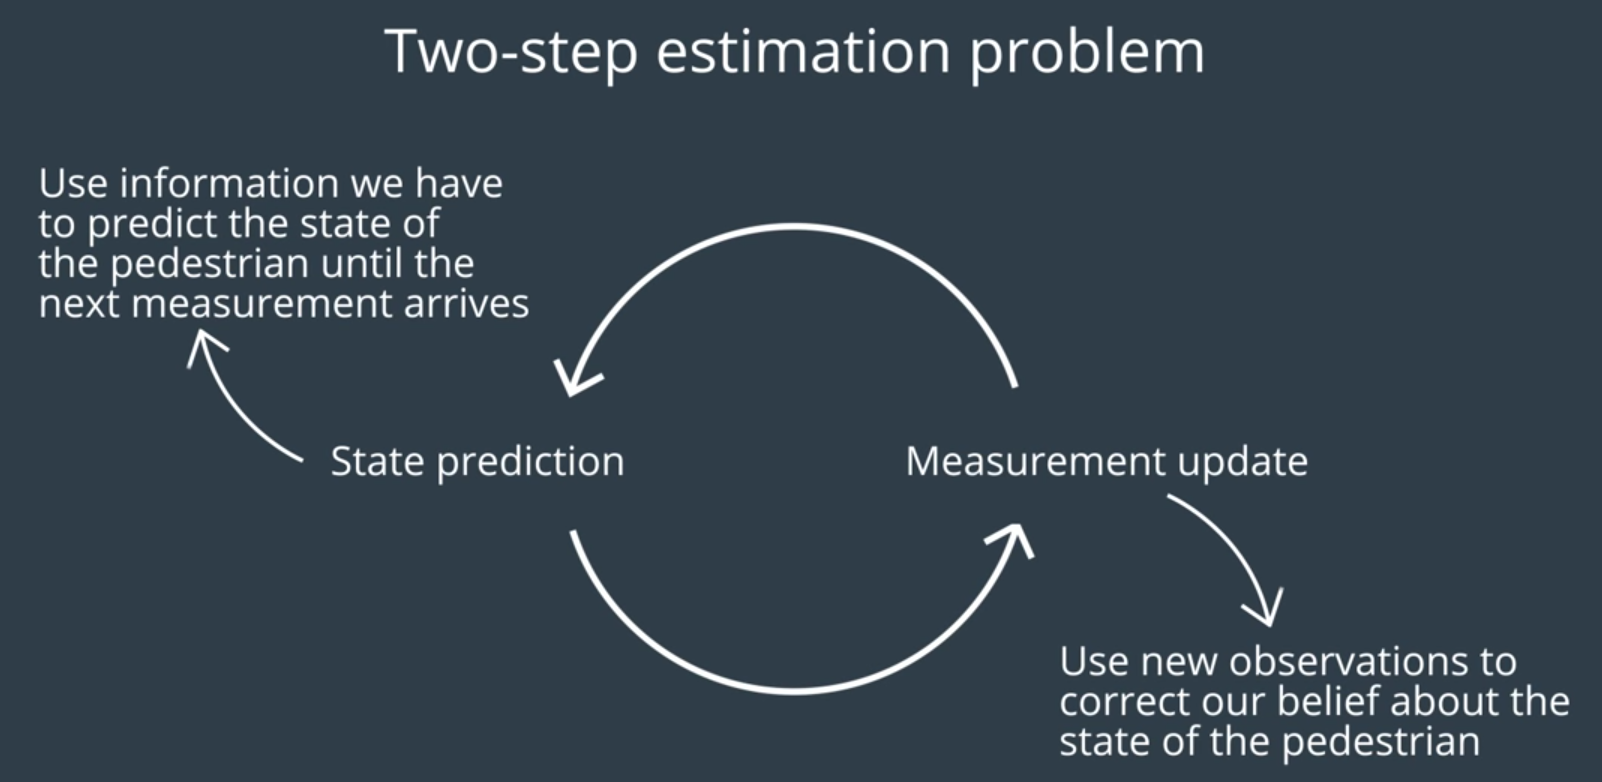 Two-step estimation problem
Use information we have
to predict the state of
the pedestrian until the
next measurement arrives
State prediction
Measurement update
Use new observations to
correct our belief about the
state of the pedestrian